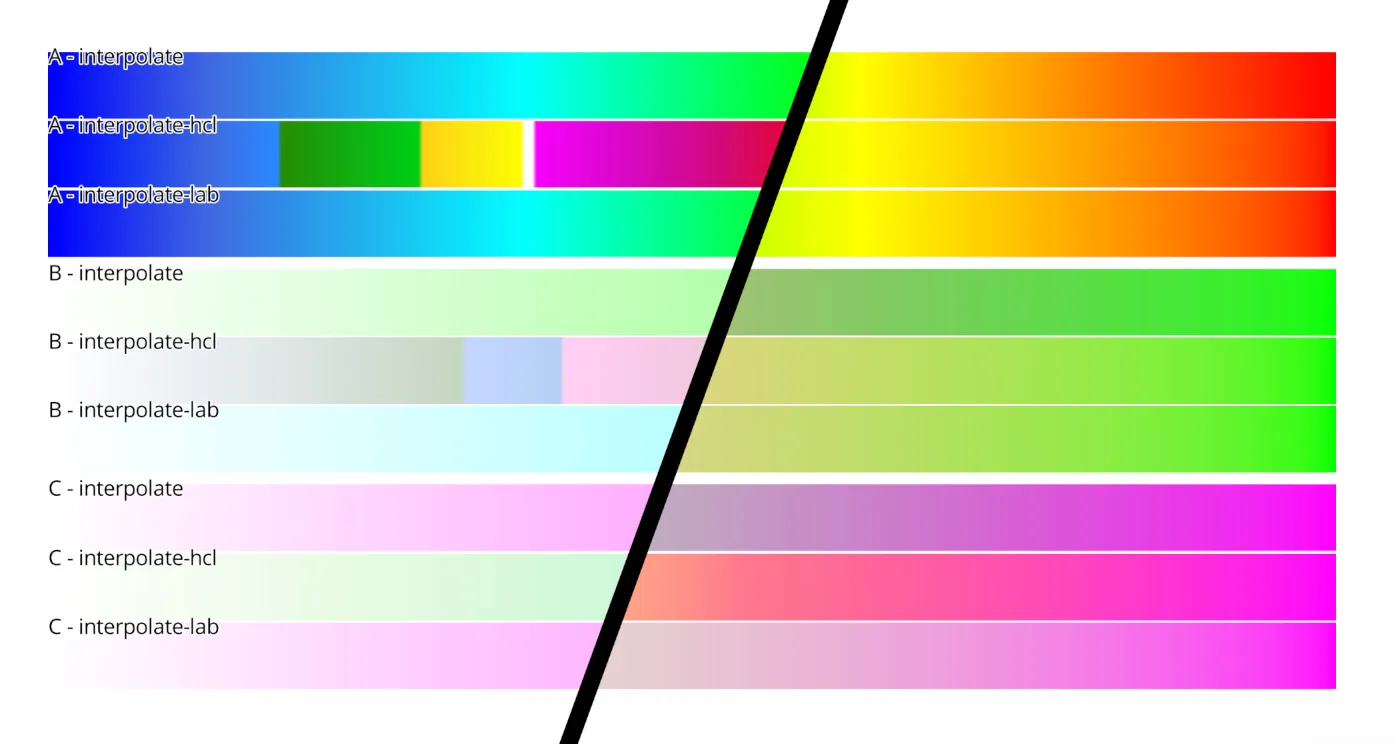 A - interpolate
A - interpolate-hcl
A - interpolate-lab
B - interpolate
B - interpolate-hcl
B - interpolate-lab
C - interpolate
C - interpolate-hcl
C - interpolate-lab